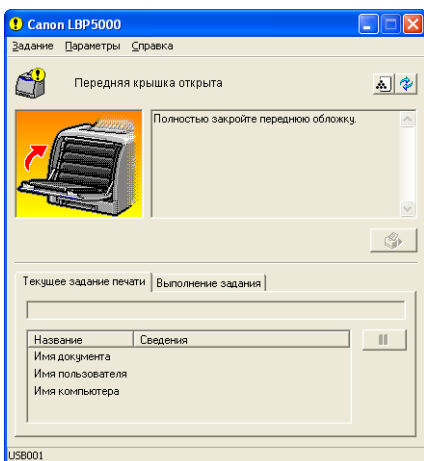 Canon LBP5000
Задание Параметры Справка
Передняя крышка открыта
Полностью закройте переднюю обложку.
Текущее задание печати Выполнение задания
Название Сведения
Имя документа
Имя пользователя
Имя компьютера
USB001